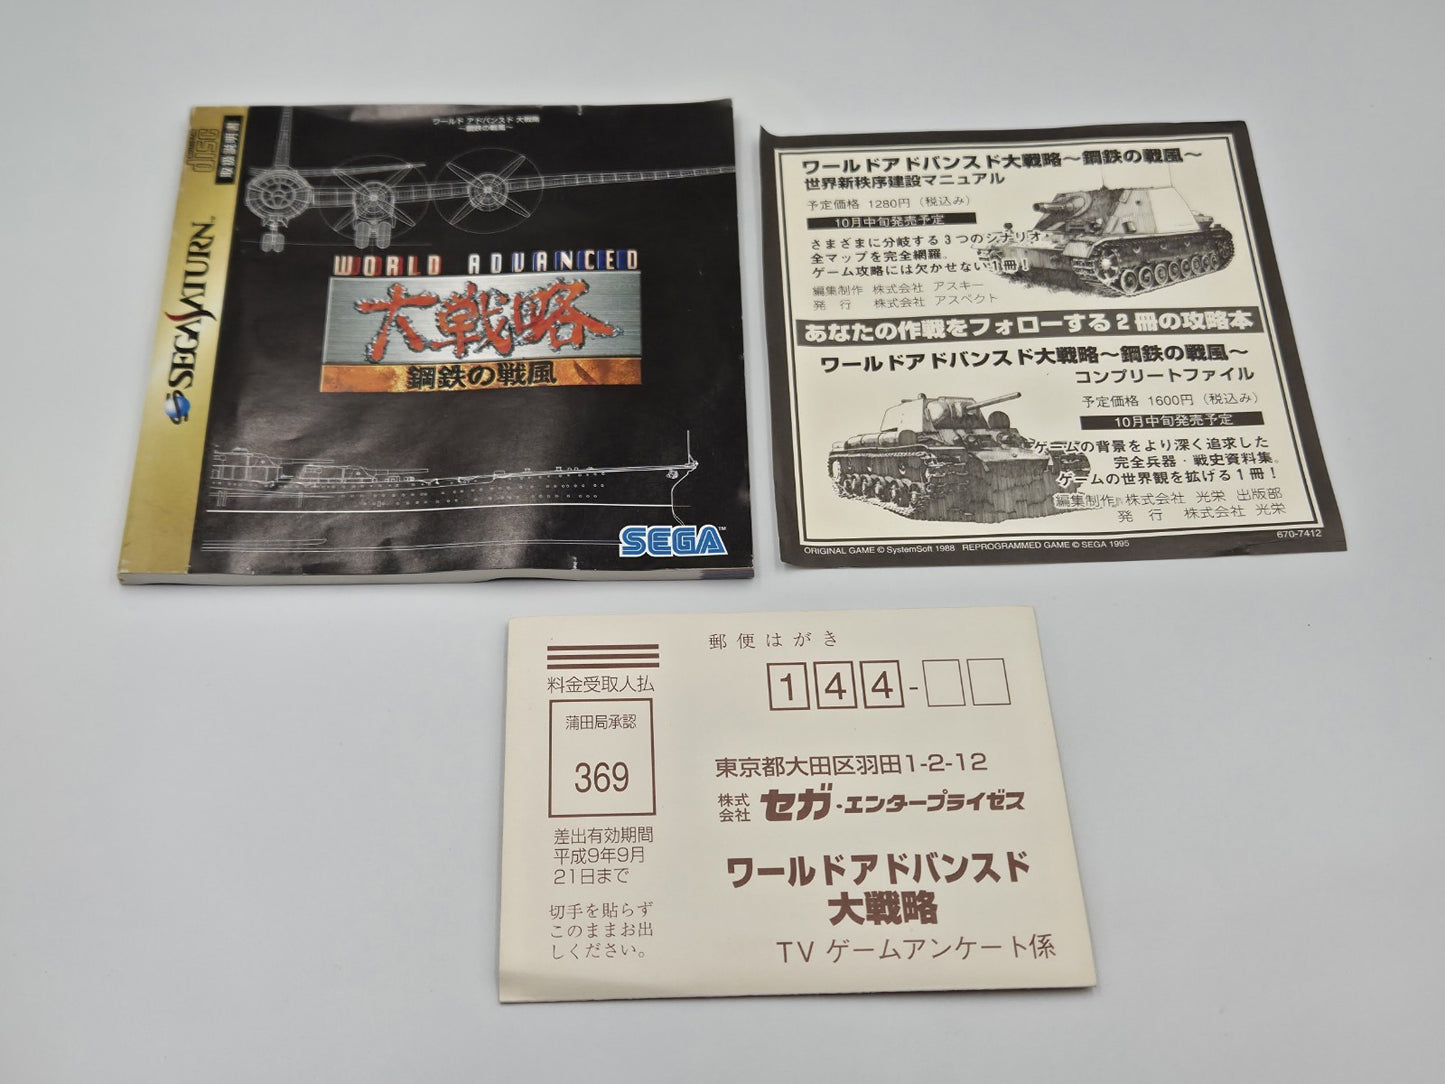 COMPACT
disc
取扱説明書
SEGA SATURN™
ワールド アドバンスド 大戦略
～鋼鉄の戦風～
WORLD ADVANCED
大戦略
鋼鉄の戦風
SEGA™
ワールドアドバンスド大戦略～鋼鉄の戦風～
世界新秩序建設マニュアル
予定価格 1280円（税込み）
10月中旬発売予定
さまざまに分岐する3つのシナリオ・
全マップを完全網羅。
ゲーム攻略には欠かせない1冊！
編集制作 株式会社 アスキー
発 行 株式会社 アスペクト
あなたの作戦をフォローする2冊の攻略本
ワールドアドバンスド大戦略～鋼鉄の戦風～
コンプリートファイル
予定価格 1600円（税込み）
10月中旬発売予定
ゲームの背景をより深く追求した
完全兵器・戦史資料集。
ゲームの世界観を拡げる1冊！
編集制作 株式会社 光栄 出版部
発 行 株式会社 光栄
ORIGINAL GAME © SystemSoft 1988 REPROGRAMMED GAME © SEGA 1995
670-7412
郵便はがき
料金受取人払
144-
蒲田局承認
369
差出有効期間
平成9年9月
21日まで
切手を貼らず
このままお出
しください。
東京都大田区羽田1-2-12
株式会社 セガ・エンタープライゼス
ワールドアドバンスド
大戦略
TV ゲームアンケート係